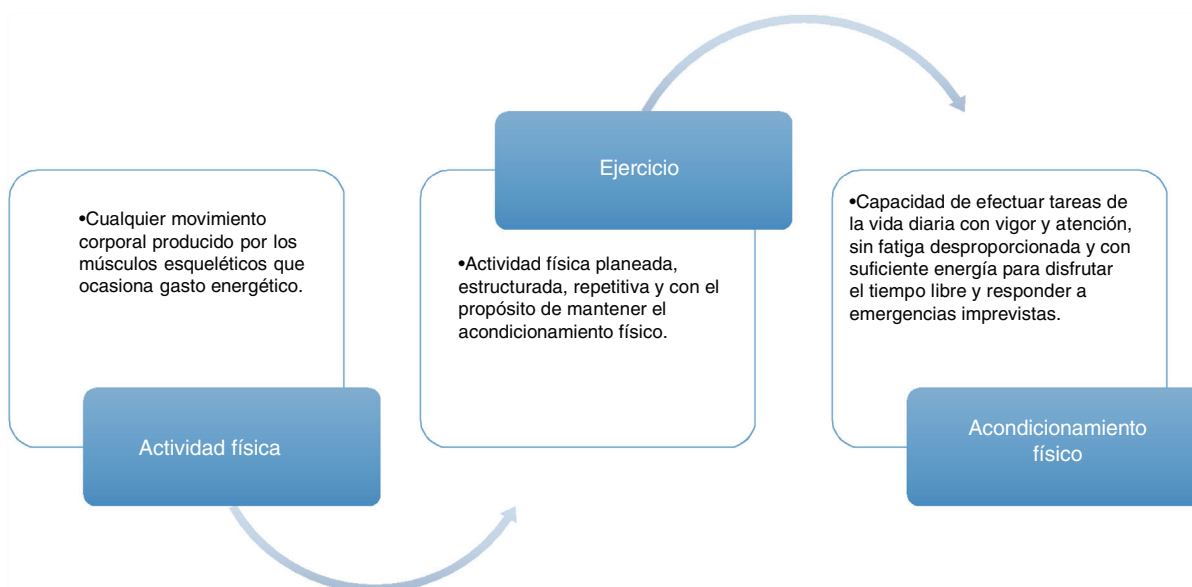 •Cualquier movimiento
corporal producido por los
músculos esqueléticos que
ocasiona gasto energético.
Actividad física
Ejercicio
•Actividad física planeada,
estructurada, repetitiva y con el
propósito de mantener el
acondicionamiento físico.
•Capacidad de efectuar tareas de
la vida diaria con vigor y atención,
sin fatiga desproporcionada y con
suficiente energía para disfrutar
el tiempo libre y responder a
emergencias imprevistas.
Acondicionamiento
físico